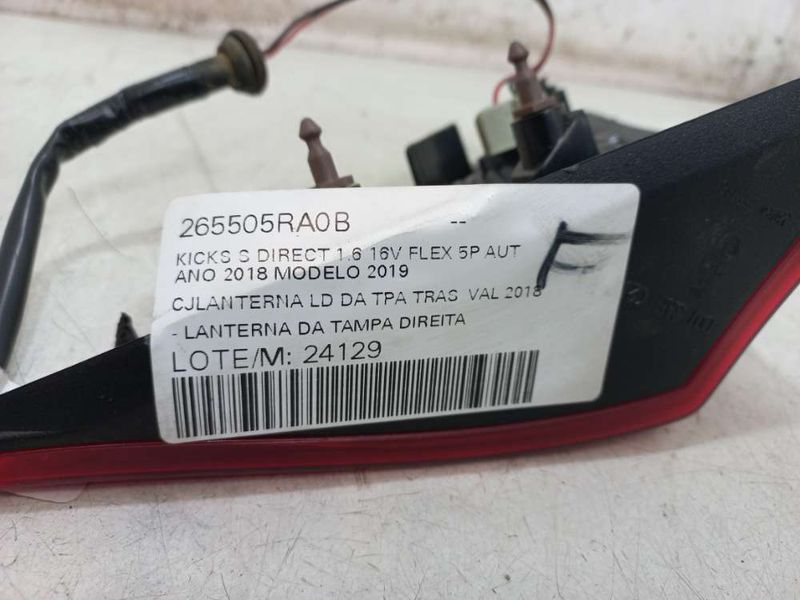 265505RA0B --
KICKS S DIRECT 1.6 16V FLEX 5P AUT
ANO 2018 MODELO 2019
CJLANTERNA LD DA TPA TRAS VAL 2018
- LANTERNA DA TAMPA DIREITA
LOTE/M: 24129
F